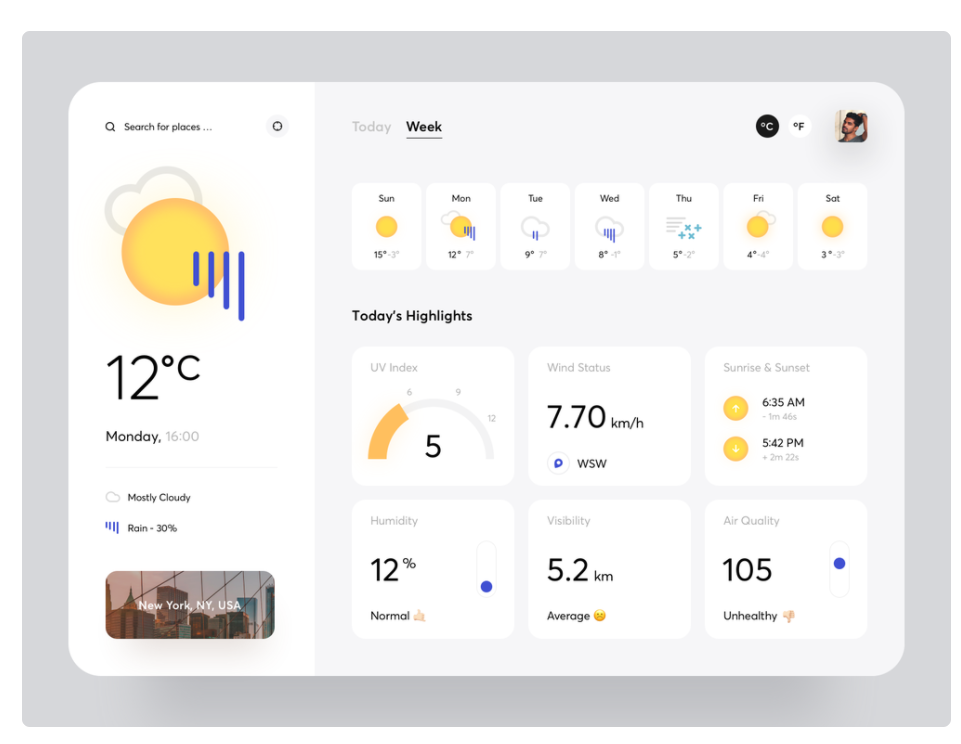 Search for places ...
12°C
Monday, 16:00
Mostly Cloudy
Rain - 30%
New York, NY, USA
Today Week
°C °F
Sun Mon Tue Wed Thu Fri Sat
15° -3° 12° 7° 9° 7° 8° -1° 5° -2° 4° -4° 3° -3°
Today's Highlights
UV Index
6 9
12
5
Wind Status
7.70 km/h
WSW
Sunrise & Sunset
6:35 AM
- 1m 46s
5:42 PM
+ 2m 22s
Humidity
12 %
Normal 🤙🏻
Visibility
5.2 km
Average 😕
Air Quality
105
Unhealthy 👎🏻